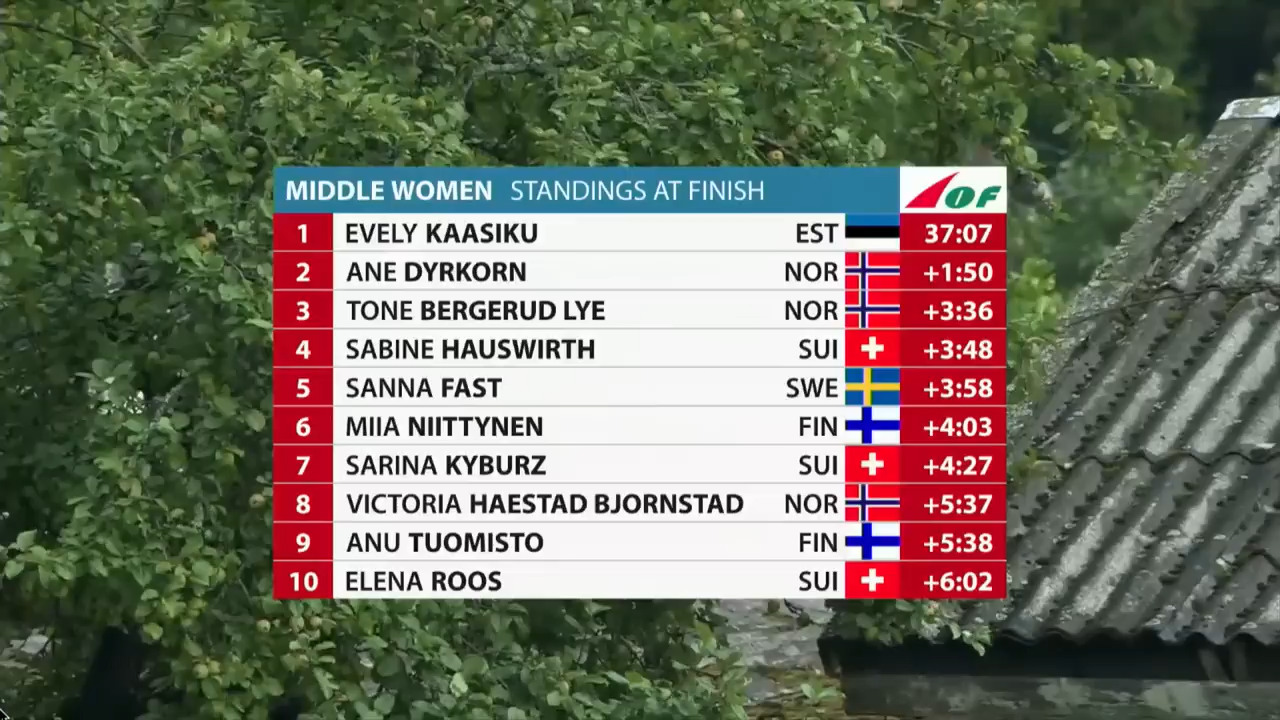 MIDDLE WOMEN STANDINGS AT FINISH IOF
1 EVELY KAASIKU EST 37:07
2 ANE DYRKORN NOR +1:50
3 TONE BERGERUD LYE NOR +3:36
4 SABINE HAUSWIRTH SUI +3:48
5 SANNA FAST SWE +3:58
6 MIIA NIITTYNEN FIN +4:03
7 SARINA KYBURZ SUI +4:27
8 VICTORIA HAESTAD BJORNSTAD NOR +5:37
9 ANU TUOMISTO FIN +5:38
10 ELENA ROOS SUI +6:02